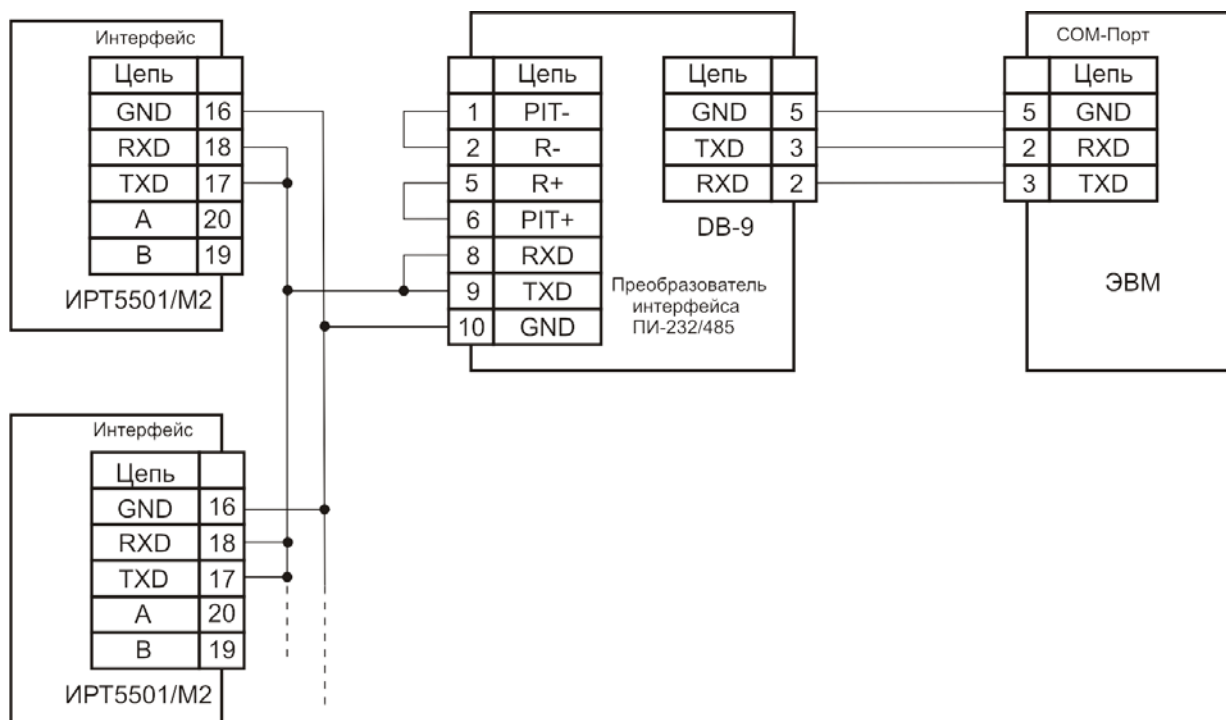 Интерфейс
Цепь
GND 16
RXD 18
TXD 17
A 20
B 19
ИРТ5501/М2
Цепь
1 PIT-
2 R-
5 R+
6 PIT+
8 RXD
9 TXD
10 GND
Цепь
GND 5
TXD 3
RXD 2
DB-9
Преобразователь
интерфейса
ПИ-232/485
COM-Порт
Цепь
5 GND
2 RXD
3 TXD
ЭВМ
Интерфейс
Цепь
GND 16
RXD 18
TXD 17
A 20
B 19
ИРТ5501/М2